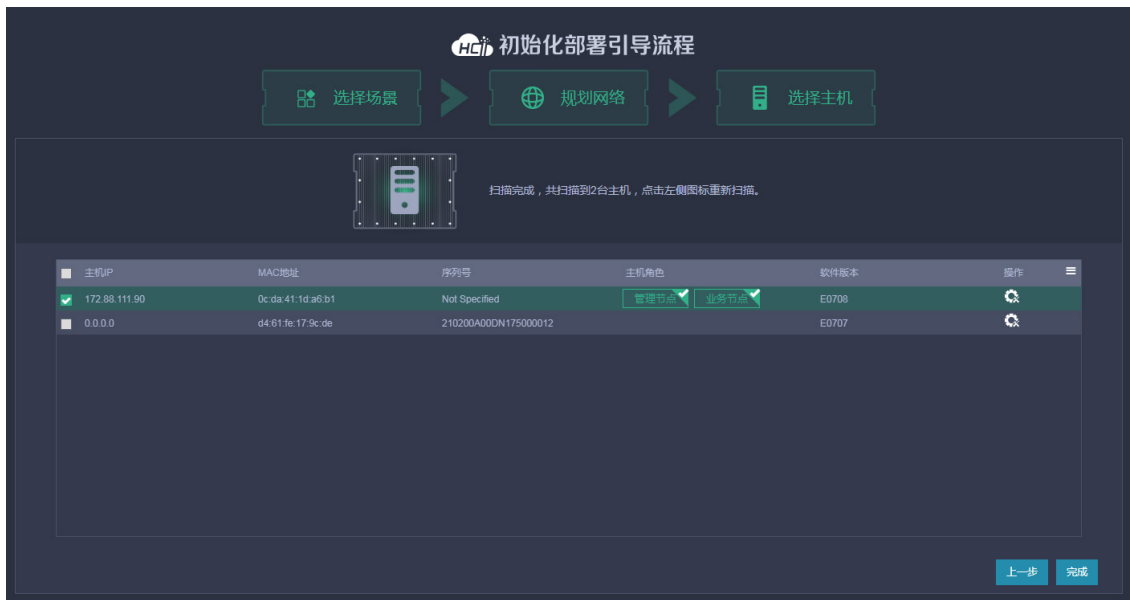 HCI 初始化部署引导流程
选择场景 规划网络 选择主机
扫描完成，共扫描到2台主机，点击左侧图标重新扫描。
主机IP MAC地址 序列号 主机角色 软件版本 操作
172.88.111.90 0c:da:41:1d:a6:b1 Not Specified 管理节点 业务节点 E0708
0.0.0.0 d4:61:fe:17:9c:de 210200A00DN175000012 E0707
上一步 完成